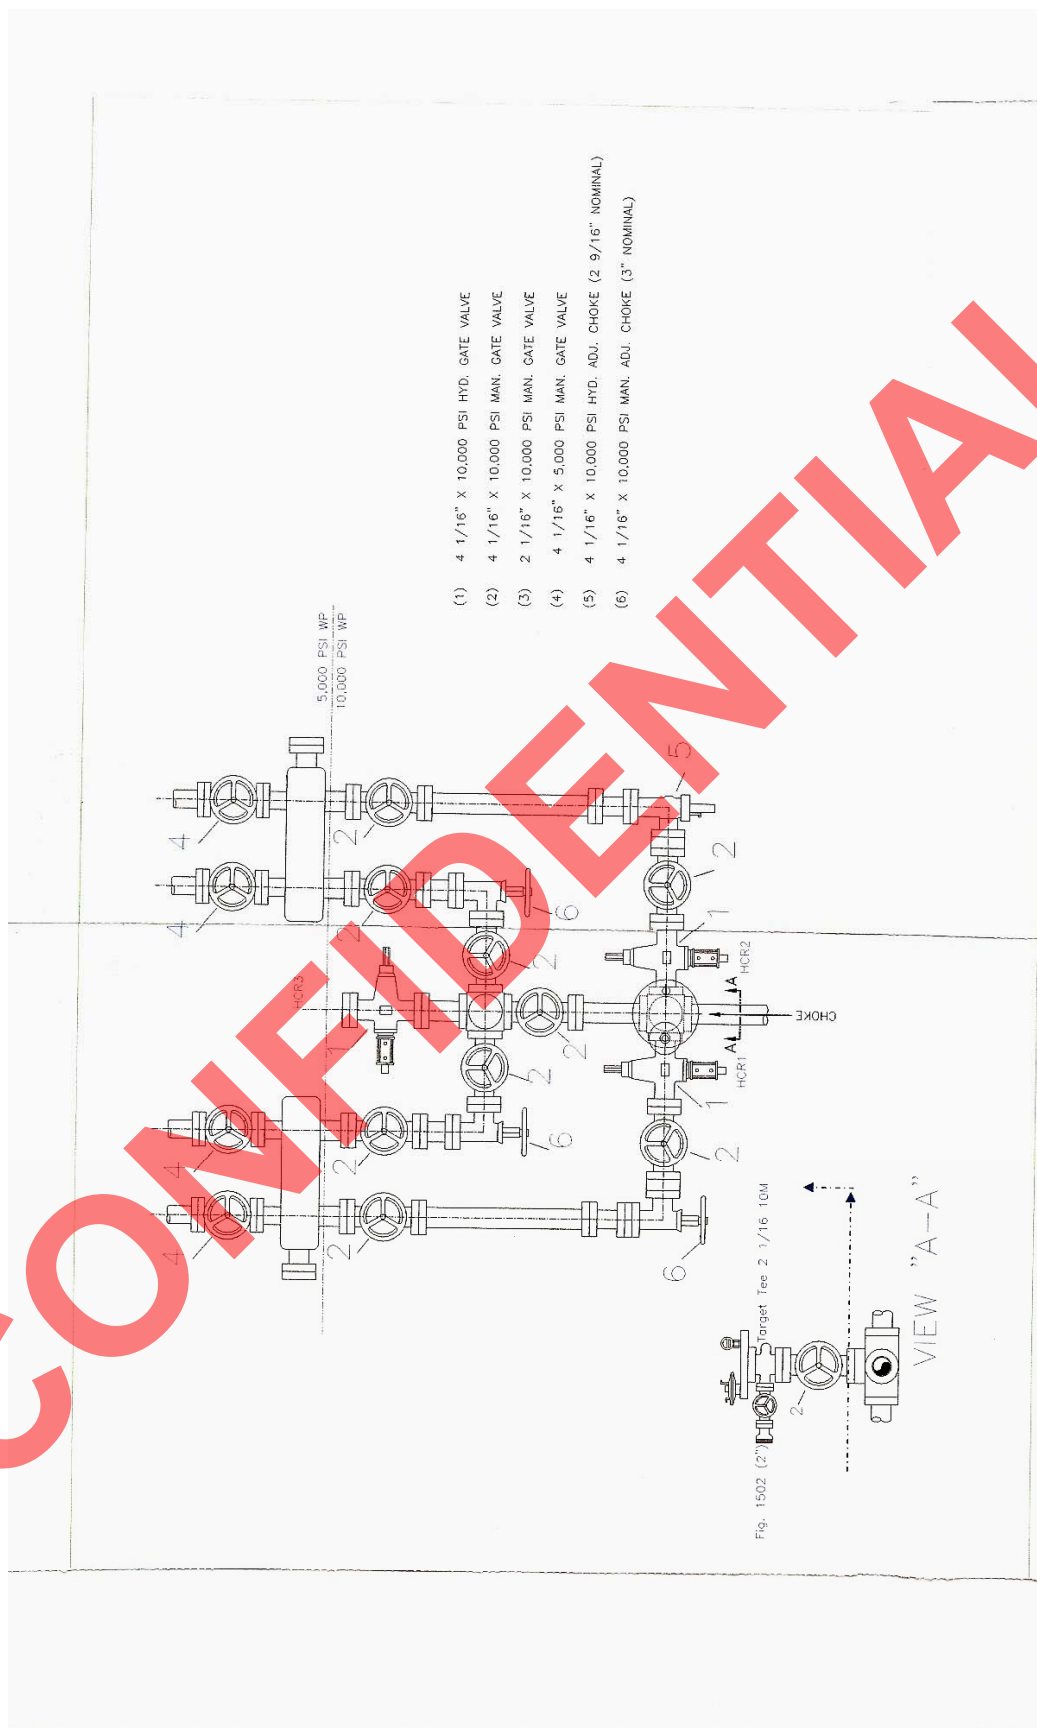 (1) 4 1/16" X 10,000 PSI HYD. GATE VALVE
(2) 4 1/16" X 10,000 PSI MAN. GATE VALVE
(3) 2 1/16" X 10,000 PSI MAN. GATE VALVE
(4) 4 1/16" X 5,000 PSI MAN. GATE VALVE
(5) 4 1/16" X 10,000 PSI HYD. ADJ. CHOKE (2 9/16" NOMINAL)
(6) 4 1/16" X 10,000 PSI MAN. ADJ. CHOKE (3" NOMINAL)
5,000 PSI WP
10,000 PSI WP
4
4
4
4
2
2
2
2
HCR3
1
2
2
2
6
6
5
2
1
HCR2
A
A
HCR1
CHOKE
1
2
6
Target Tee 2 1/16 10M
Fig. 1502 (2")
2
VIEW "A-A"
CONFIDENTIAL